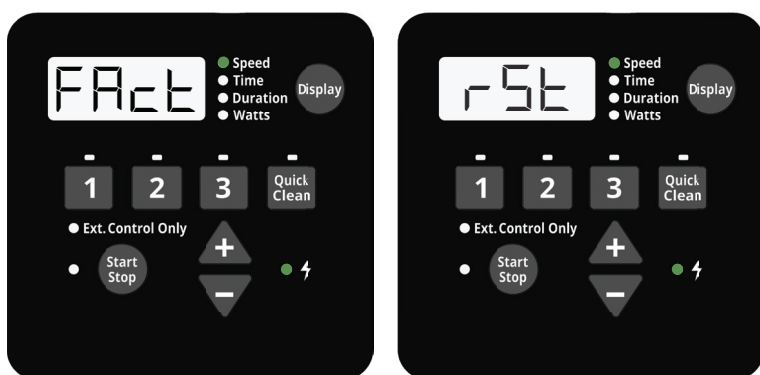 FAct
Speed
Time
Duration
Watts
Display
1 2 3 Quick Clean
Ext. Control Only
Start
Stop
+
−
rSt
Speed
Time
Duration
Watts
Display
1 2 3 Quick Clean
Ext. Control Only
Start
Stop
+
−